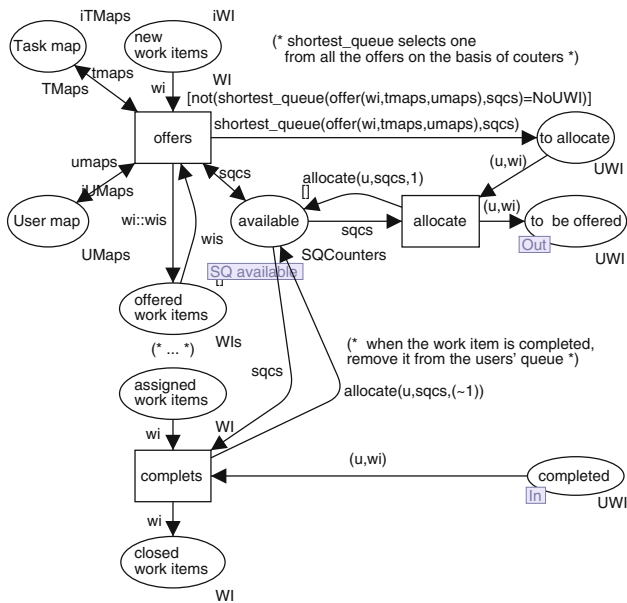 iTMaps
iWI
Task map
new
work items
(* shortest_queue selects one
from all the offers on the basis of couters *)
tmaps
TMaps
wi
WI
[not(shortest_queue(offer(wi,tmaps,umaps),sqcs)=NoUWI)]
offers
shortest_queue(offer(wi,tmaps,umaps),sqcs)
to allocate
umaps
sqcs
allocate(u,sqcs,1)
[]
(u,wi)
UWI
iUMaps
User map
wi::wis
wis
available
sqcs
allocate
(u,wi)
to be offered
Out
UMaps
SQCounters
UWI
SQ available
[]
offered
work items
WIs
(* ... *)
sqcs
(* when the work item is completed,
remove it from the users' queue *)
assigned
work items
allocate(u,sqcs,(~1))
wi
WI
complets
(u,wi)
completed
In
UWI
wi
closed
work items
WI